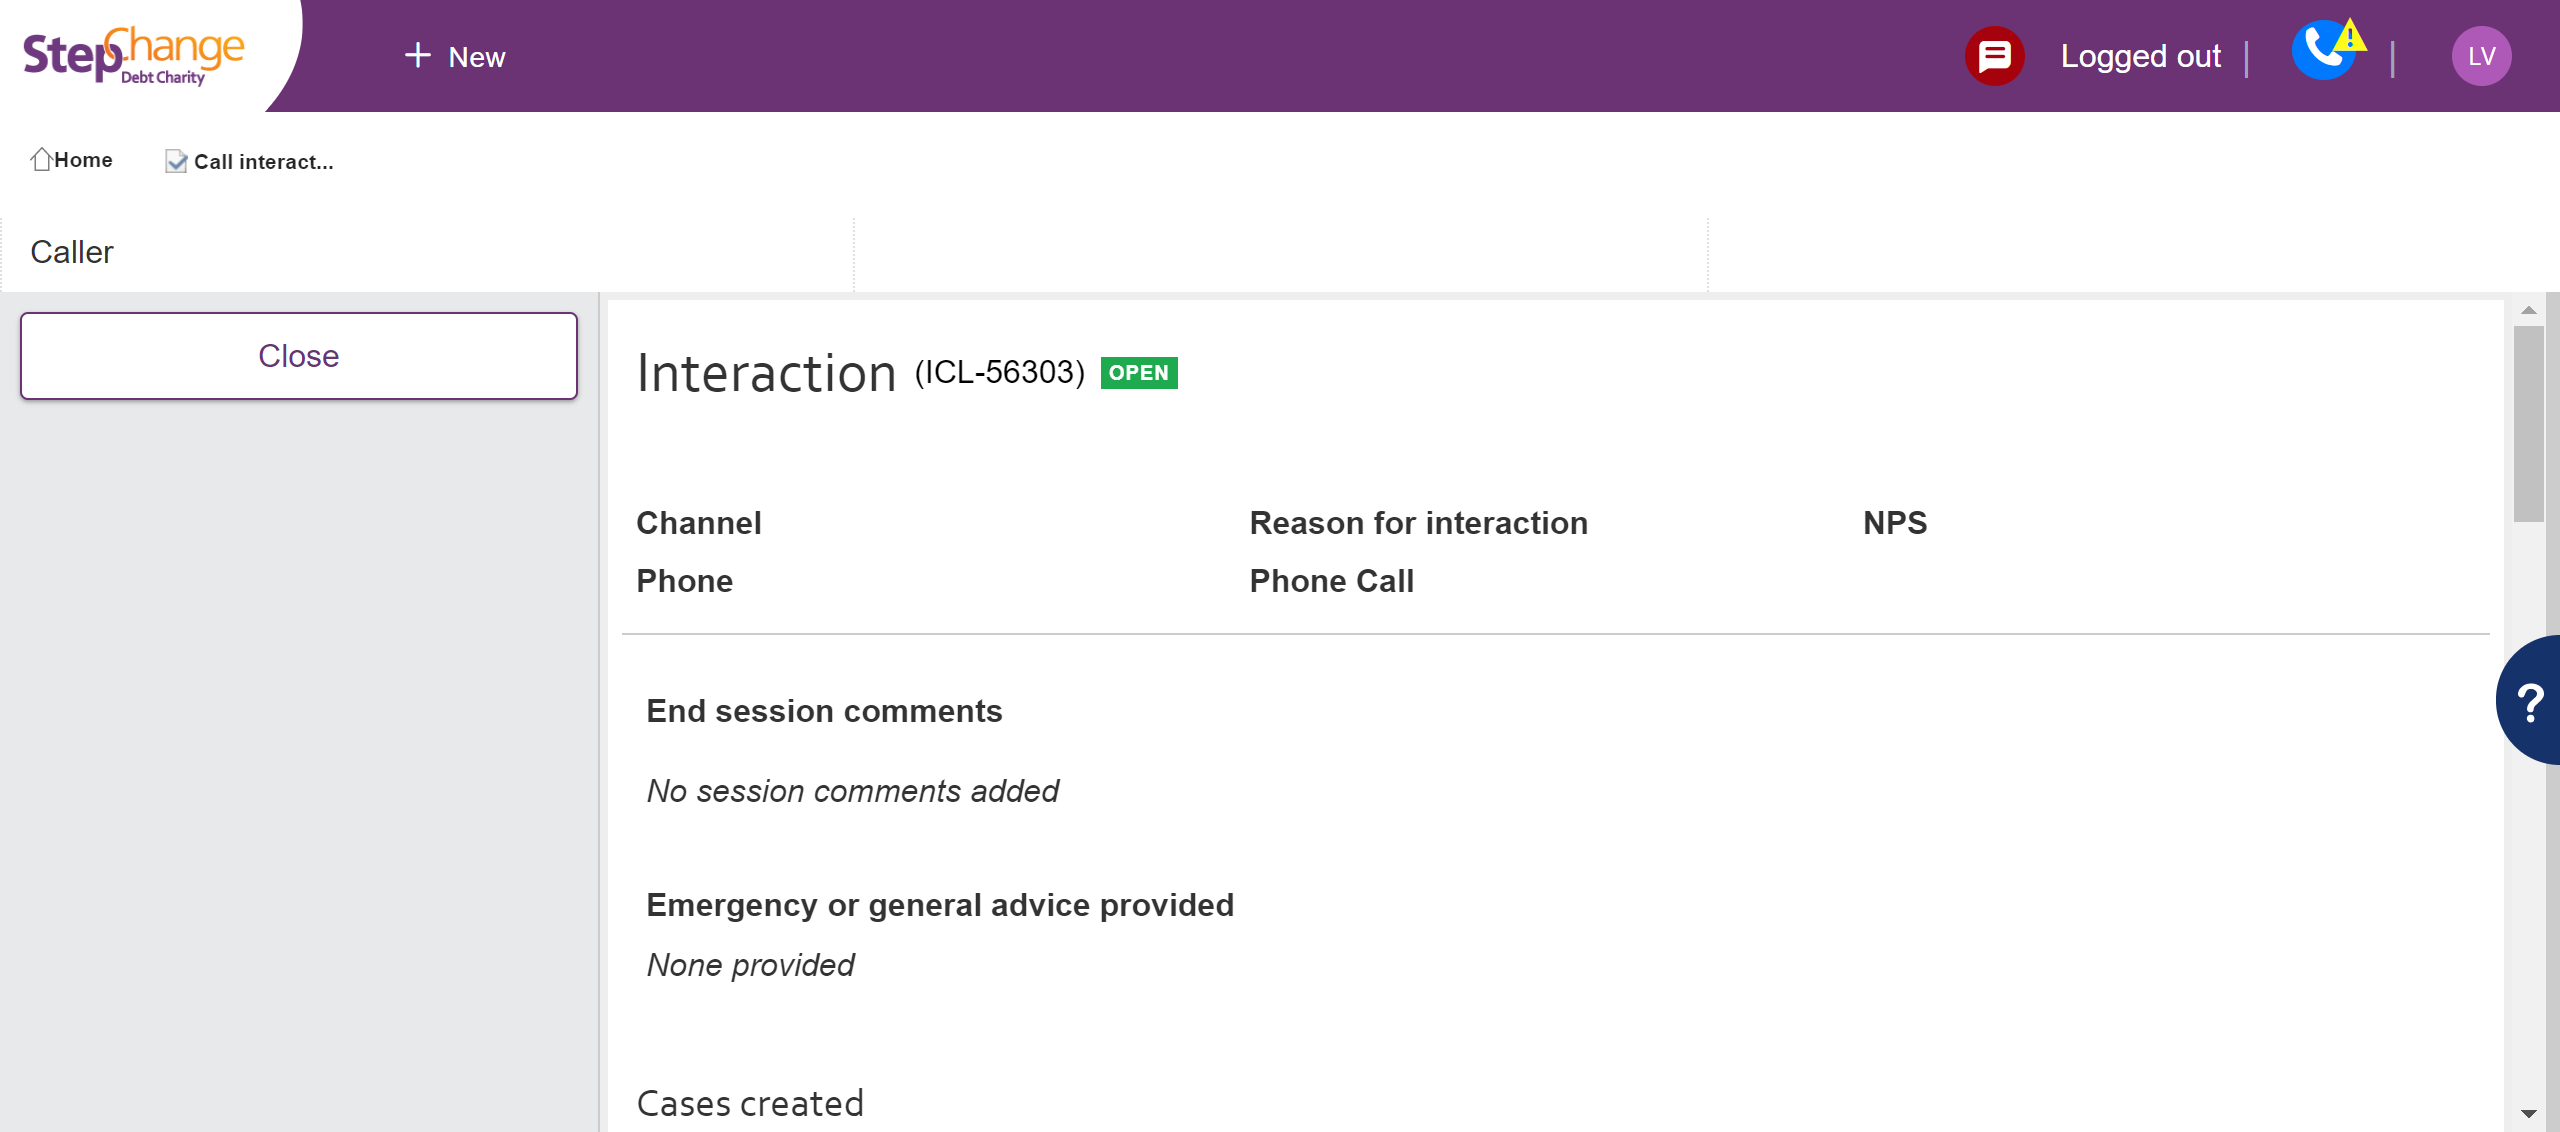 StepChange
Debt Charity
+ New
Logged out
!
LV
Home
Call interact...
Caller
Close
Interaction (ICL-56303) OPEN
Channel Reason for interaction NPS
Phone Phone Call
End session comments
No session comments added
?
Emergency or general advice provided
None provided
Cases created